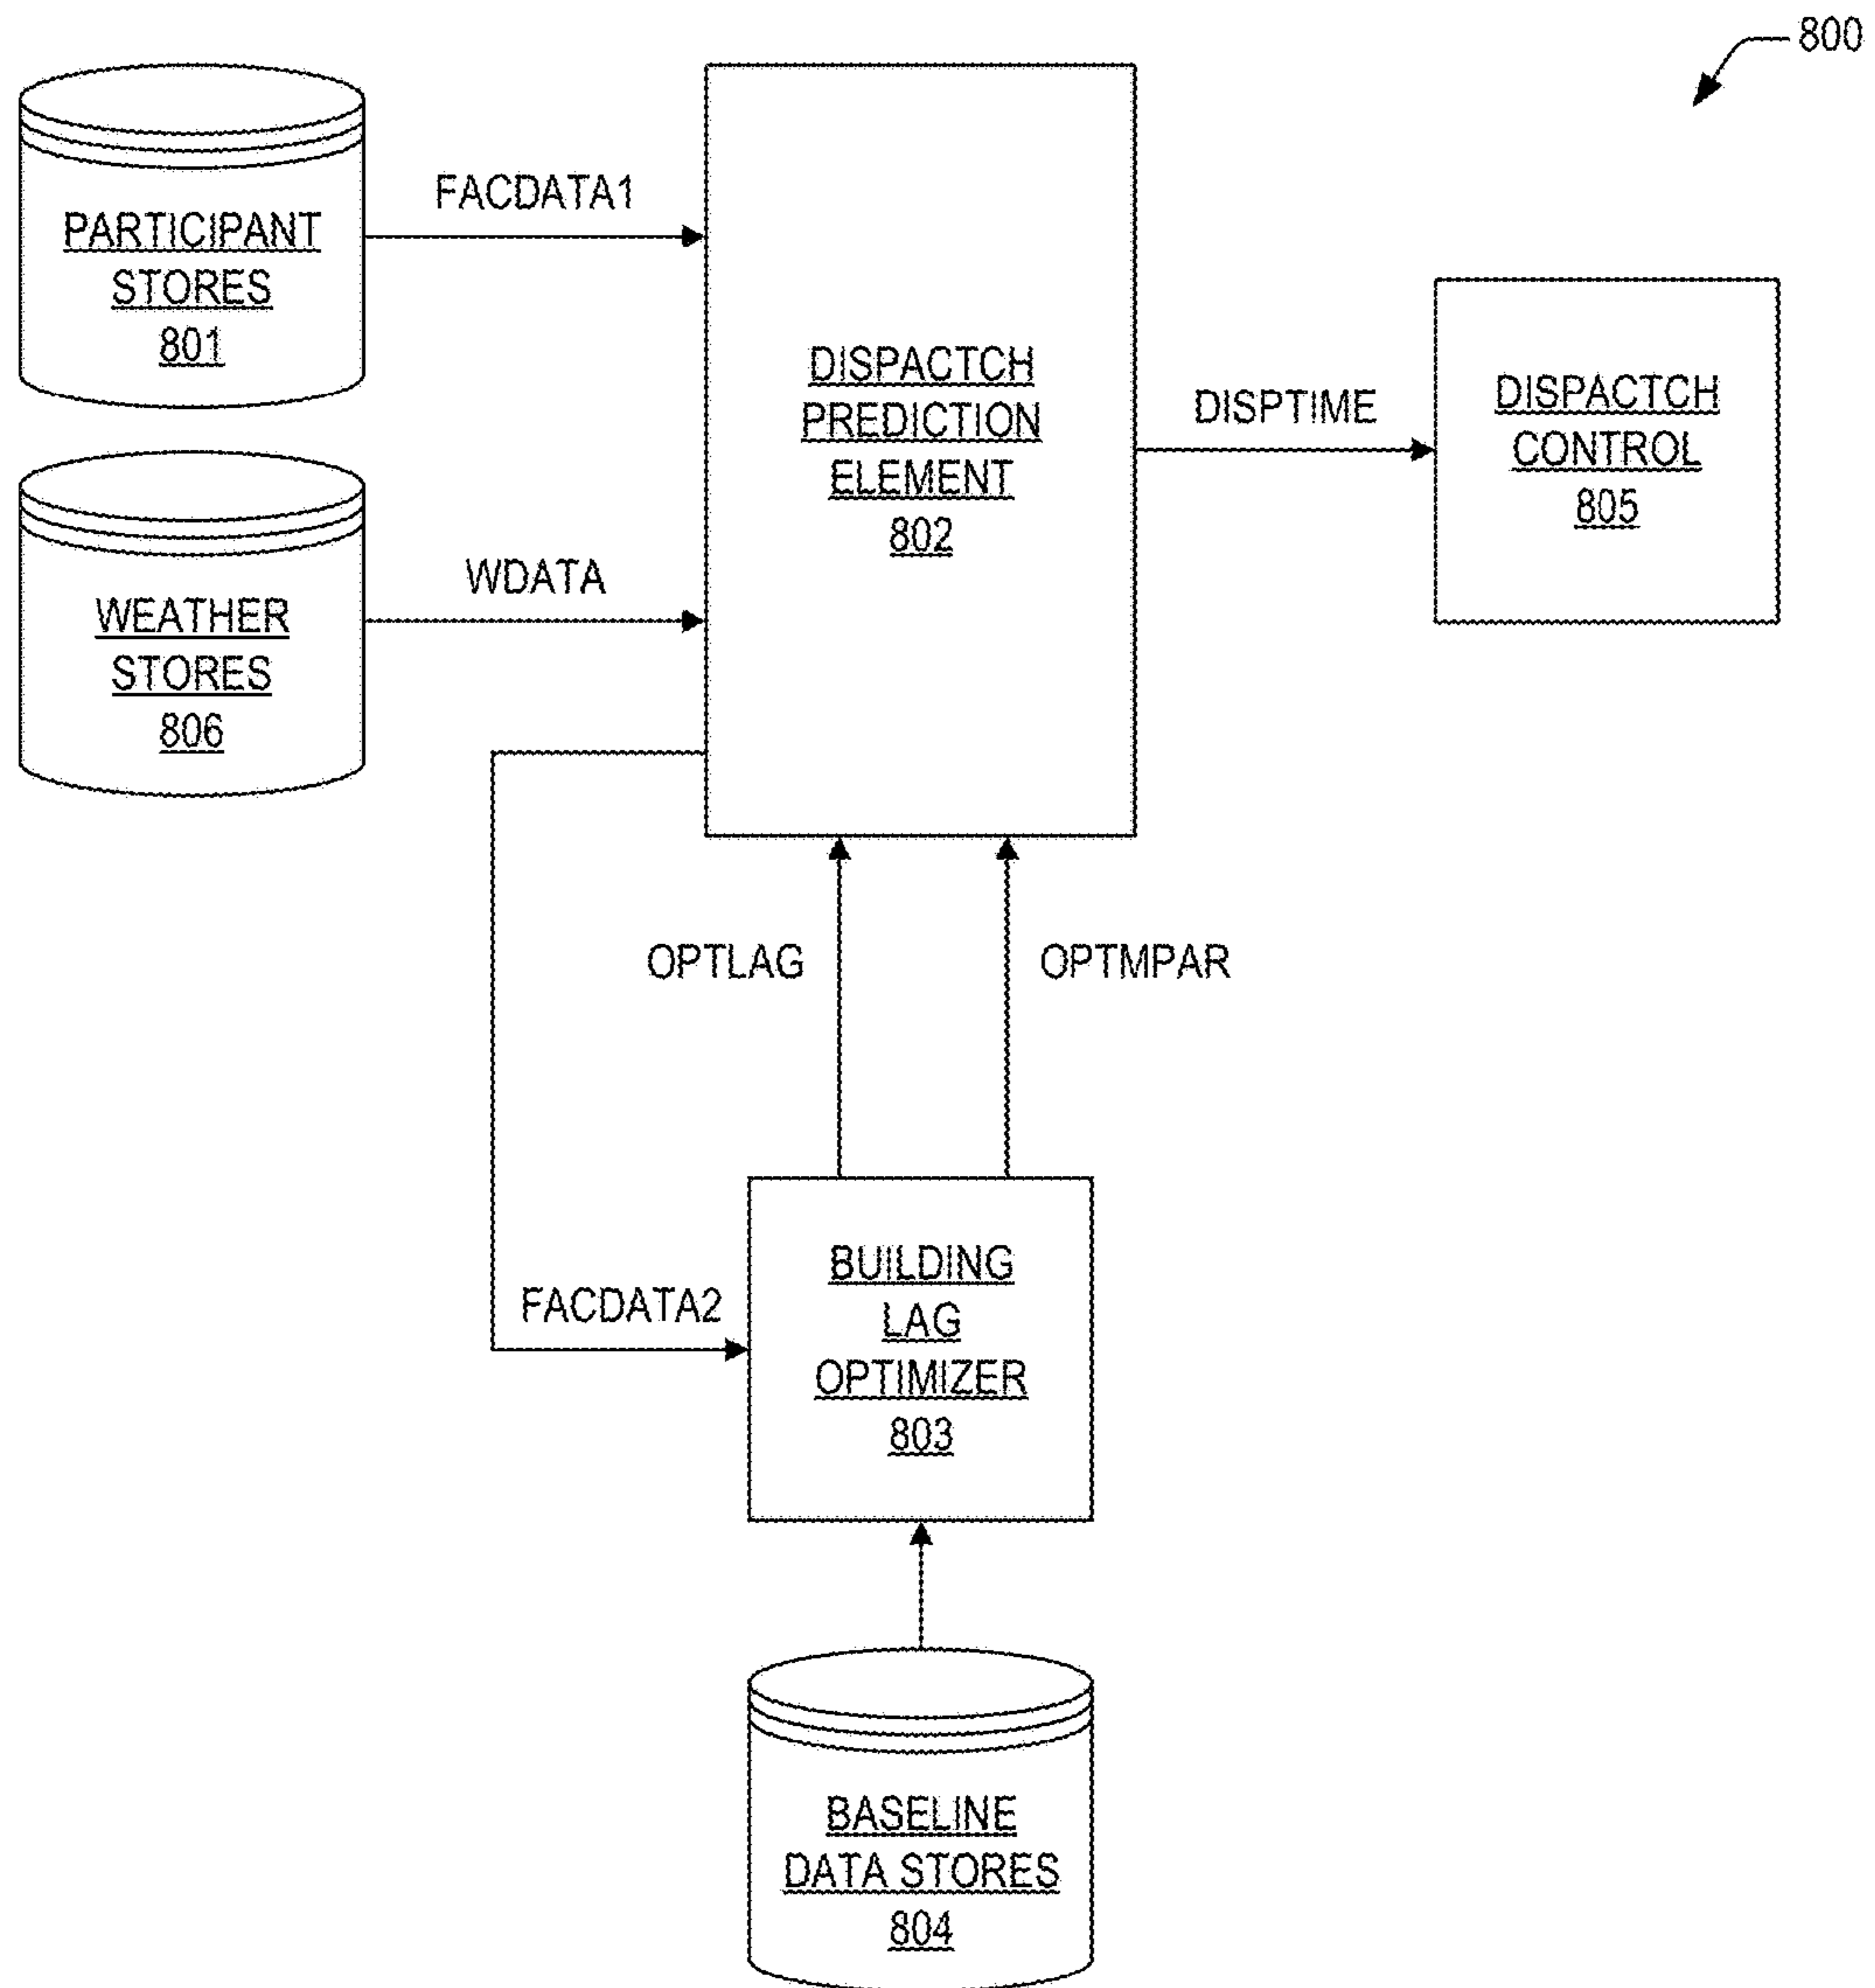 800
PARTICIPANT
STORES
801
FACDATA1
DISPACTCH
PREDICTION
ELEMENT
802
DISPTIME
DISPACTCH
CONTROL
805
WEATHER
STORES
806
WDATA
OPTLAG
OPTMPAR
FACDATA2
BUILDING
LAG
OPTIMIZER
803
BASELINE
DATA STORES
804